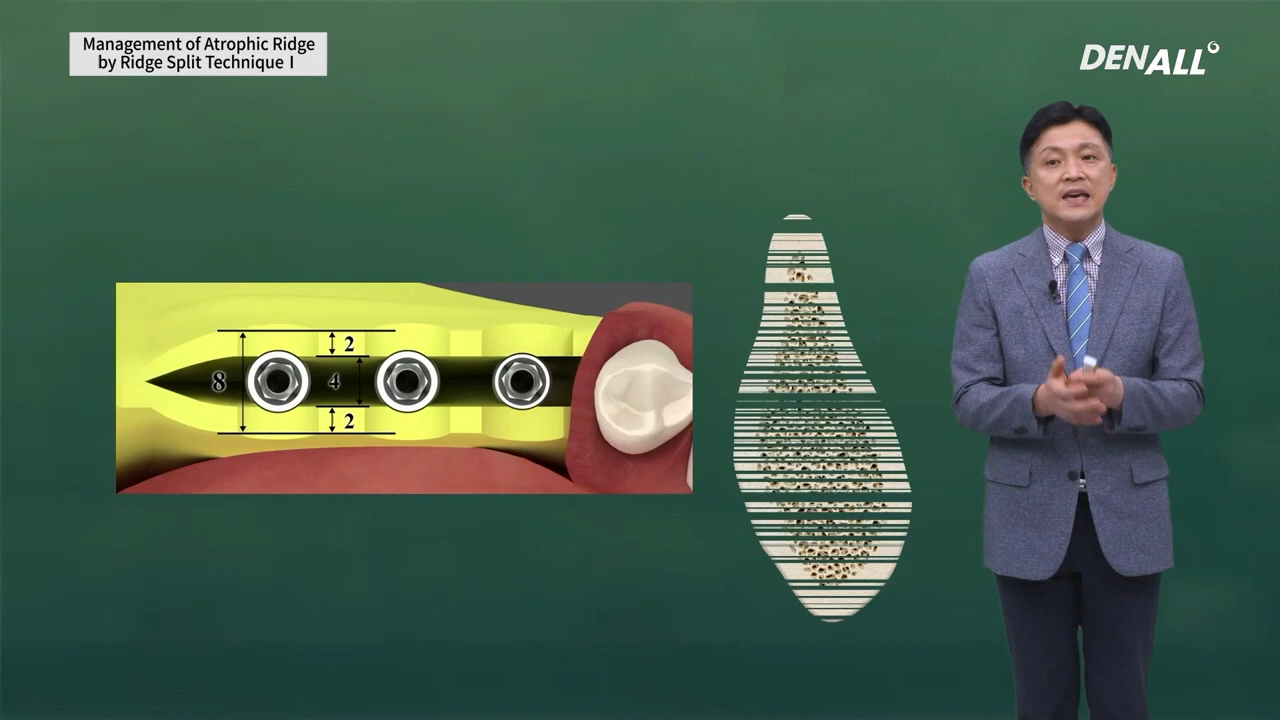 Management of Atrophic Ridge
by Ridge Split Technique Ⅰ
DENALL
2
8
4
2